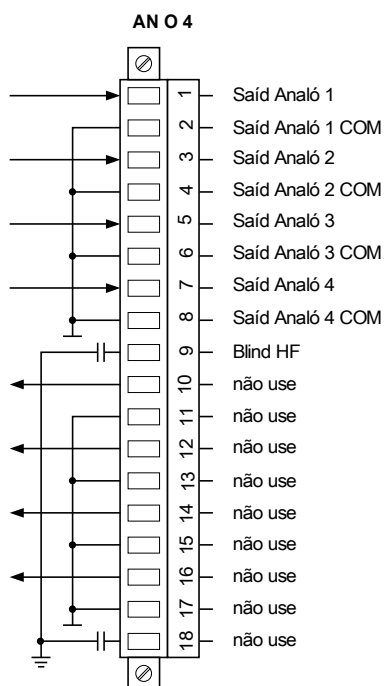 AN O 4
1 Saíd Analó 1
2 Saíd Analó 1 COM
3 Saíd Analó 2
4 Saíd Analó 2 COM
5 Saíd Analó 3
6 Saíd Analó 3 COM
7 Saíd Analó 4
8 Saíd Analó 4 COM
9 Blind HF
10 não use
11 não use
12 não use
13 não use
14 não use
15 não use
16 não use
17 não use
18 não use